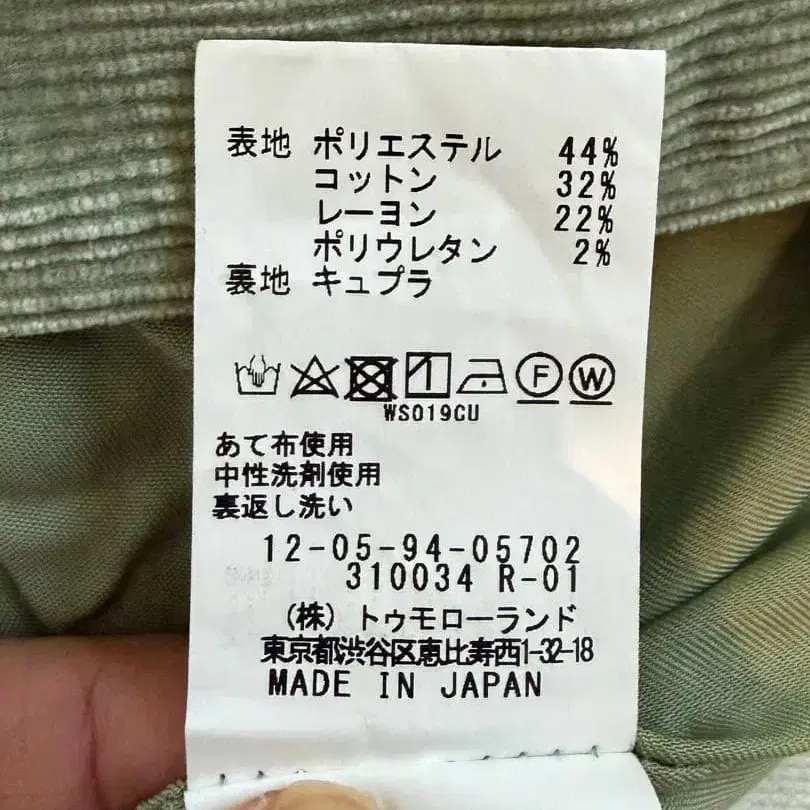 表地 ポリエステル 44%
コットン 32%
レーヨン 22%
ポリウレタン 2%
裏地 キュプラ
F W
WS019CU
あて布使用
中性洗剤使用
裏返し洗い
12-05-94-05702
310034 R-01
(株)トゥモローランド
東京都渋谷区恵比寿西1-32-18
MADE IN JAPAN